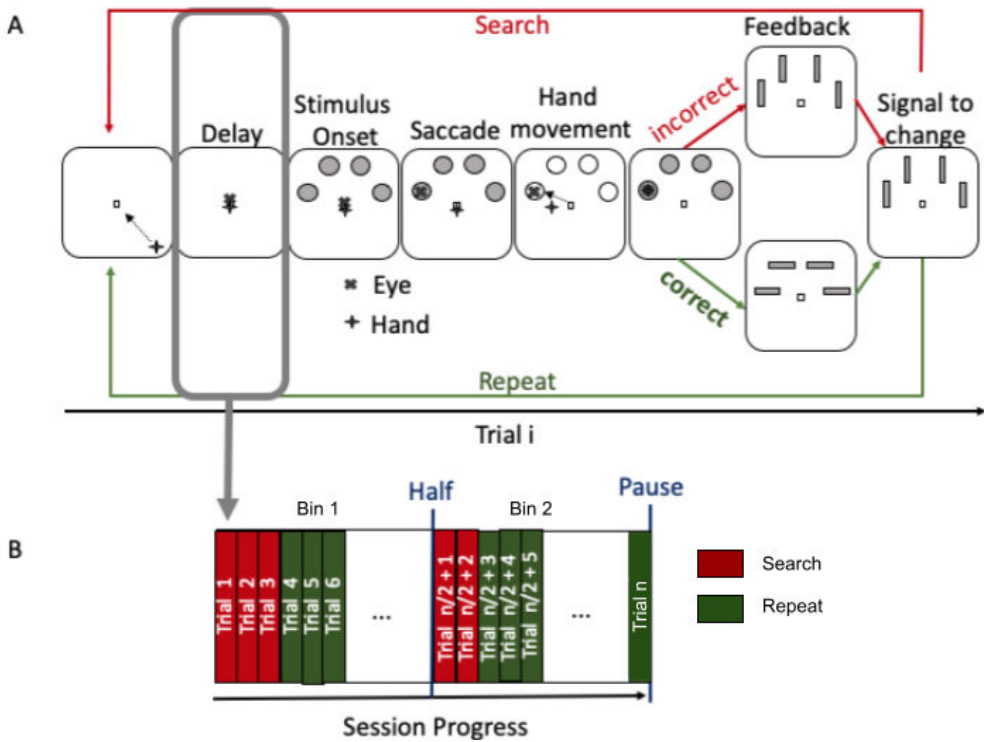 A
Search
Feedback
Delay
Stimulus
Onset
Saccade
Hand
movement
incorrect
Signal to
change
Eye
Hand
correct
Repeat
Trial i
B
Bin 1
Half
Bin 2
Pause
Trial 1
Trial 2
Trial 3
Trial 4
Trial 5
Trial 6
...
Trial n/2 + 1
Trial n/2 + 2
Trial n/2 + 3
Trial n/2 + 4
Trial n/2 + 5
...
Trial n
Search
Repeat
Session Progress